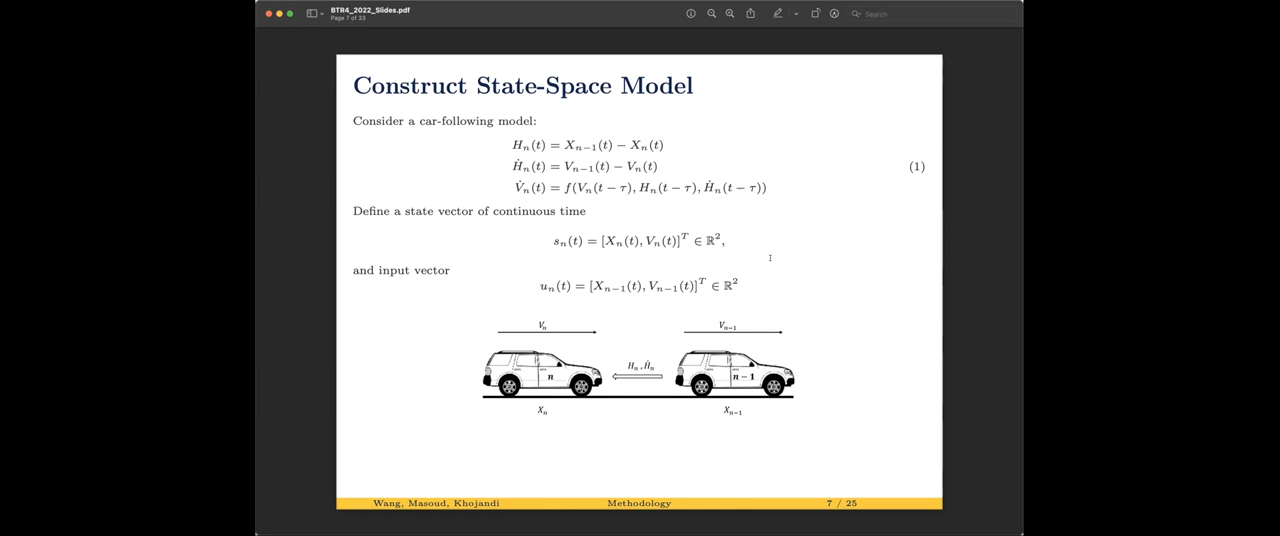 BTR4_2022_Slides.pdf
Page 7 of 33
Search
Construct State-Space Model
Consider a car-following model:
Hₙ(t) = Xₙ₋₁(t) − Xₙ(t)
Ḣₙ(t) = Vₙ₋₁(t) − Vₙ(t) (1)
V̇ₙ(t) = f(Vₙ(t − τ), Hₙ(t − τ), Ḣₙ(t − τ))
Define a state vector of continuous time
sₙ(t) = [Xₙ(t), Vₙ(t)]ᵀ ∈ ℝ²,
and input vector
uₙ(t) = [Xₙ₋₁(t), Vₙ₋₁(t)]ᵀ ∈ ℝ²
Vₙ Vₙ₋₁
Hₙ , Ḣₙ
n n − 1
Xₙ Xₙ₋₁
Wang, Masoud, Khojandi Methodology 7 / 25